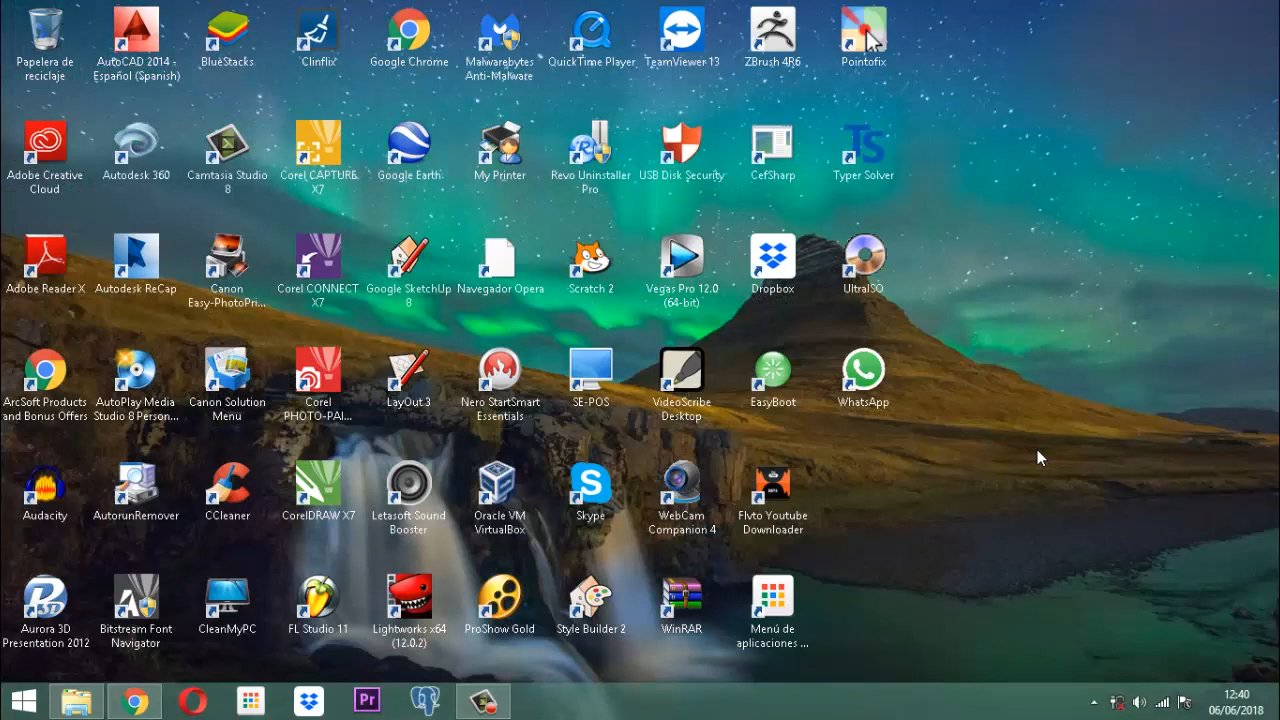 Papelera de
reciclaje
AutoCAD 2014 -
Español (Spanish)
BlueStacks
Clinflix
Google Chrome
Malwarebytes
Anti-Malware
QuickTime Player
TeamViewer 13
ZBrush 4R6
Pointofix
Adobe Creative
Cloud
Autodesk 360
Camtasia Studio
8
Corel CAPTURE
X7
Google Earth
My Printer
Revo Uninstaller
Pro
USB Disk Security
CefSharp
TS
Typer Solver
Adobe Reader X
Autodesk ReCap
Canon
Easy-PhotoPri...
Corel CONNECT
X7
Google SketchUp
8
Navegador Opera
Scratch 2
Vegas Pro 12.0
(64-bit)
Dropbox
UltraISO
ArcSoft Products
and Bonus Offers
AutoPlay Media
Studio 8 Person...
Canon Solution
Menu
Corel
PHOTO-PAI...
LayOut 3
Nero StartSmart
Essentials
SE-POS
VideoScribe
Desktop
EasyBoot
WhatsApp
Audacity
AutorunRemover
CCleaner
CorelDRAW X7
Letasoft Sound
Booster
Oracle VM
VirtualBox
Skype
WebCam
Companion 4
Flvto Youtube
Downloader
Aurora 3D
Presentation 2012
Bitstream Font
Navigator
CleanMyPC
FL Studio 11
Lightworks x64
(12.0.2)
ProShow Gold
Style Builder 2
WinRAR
Menú de
aplicaciones ...
Pr
12:40
06/06/2018